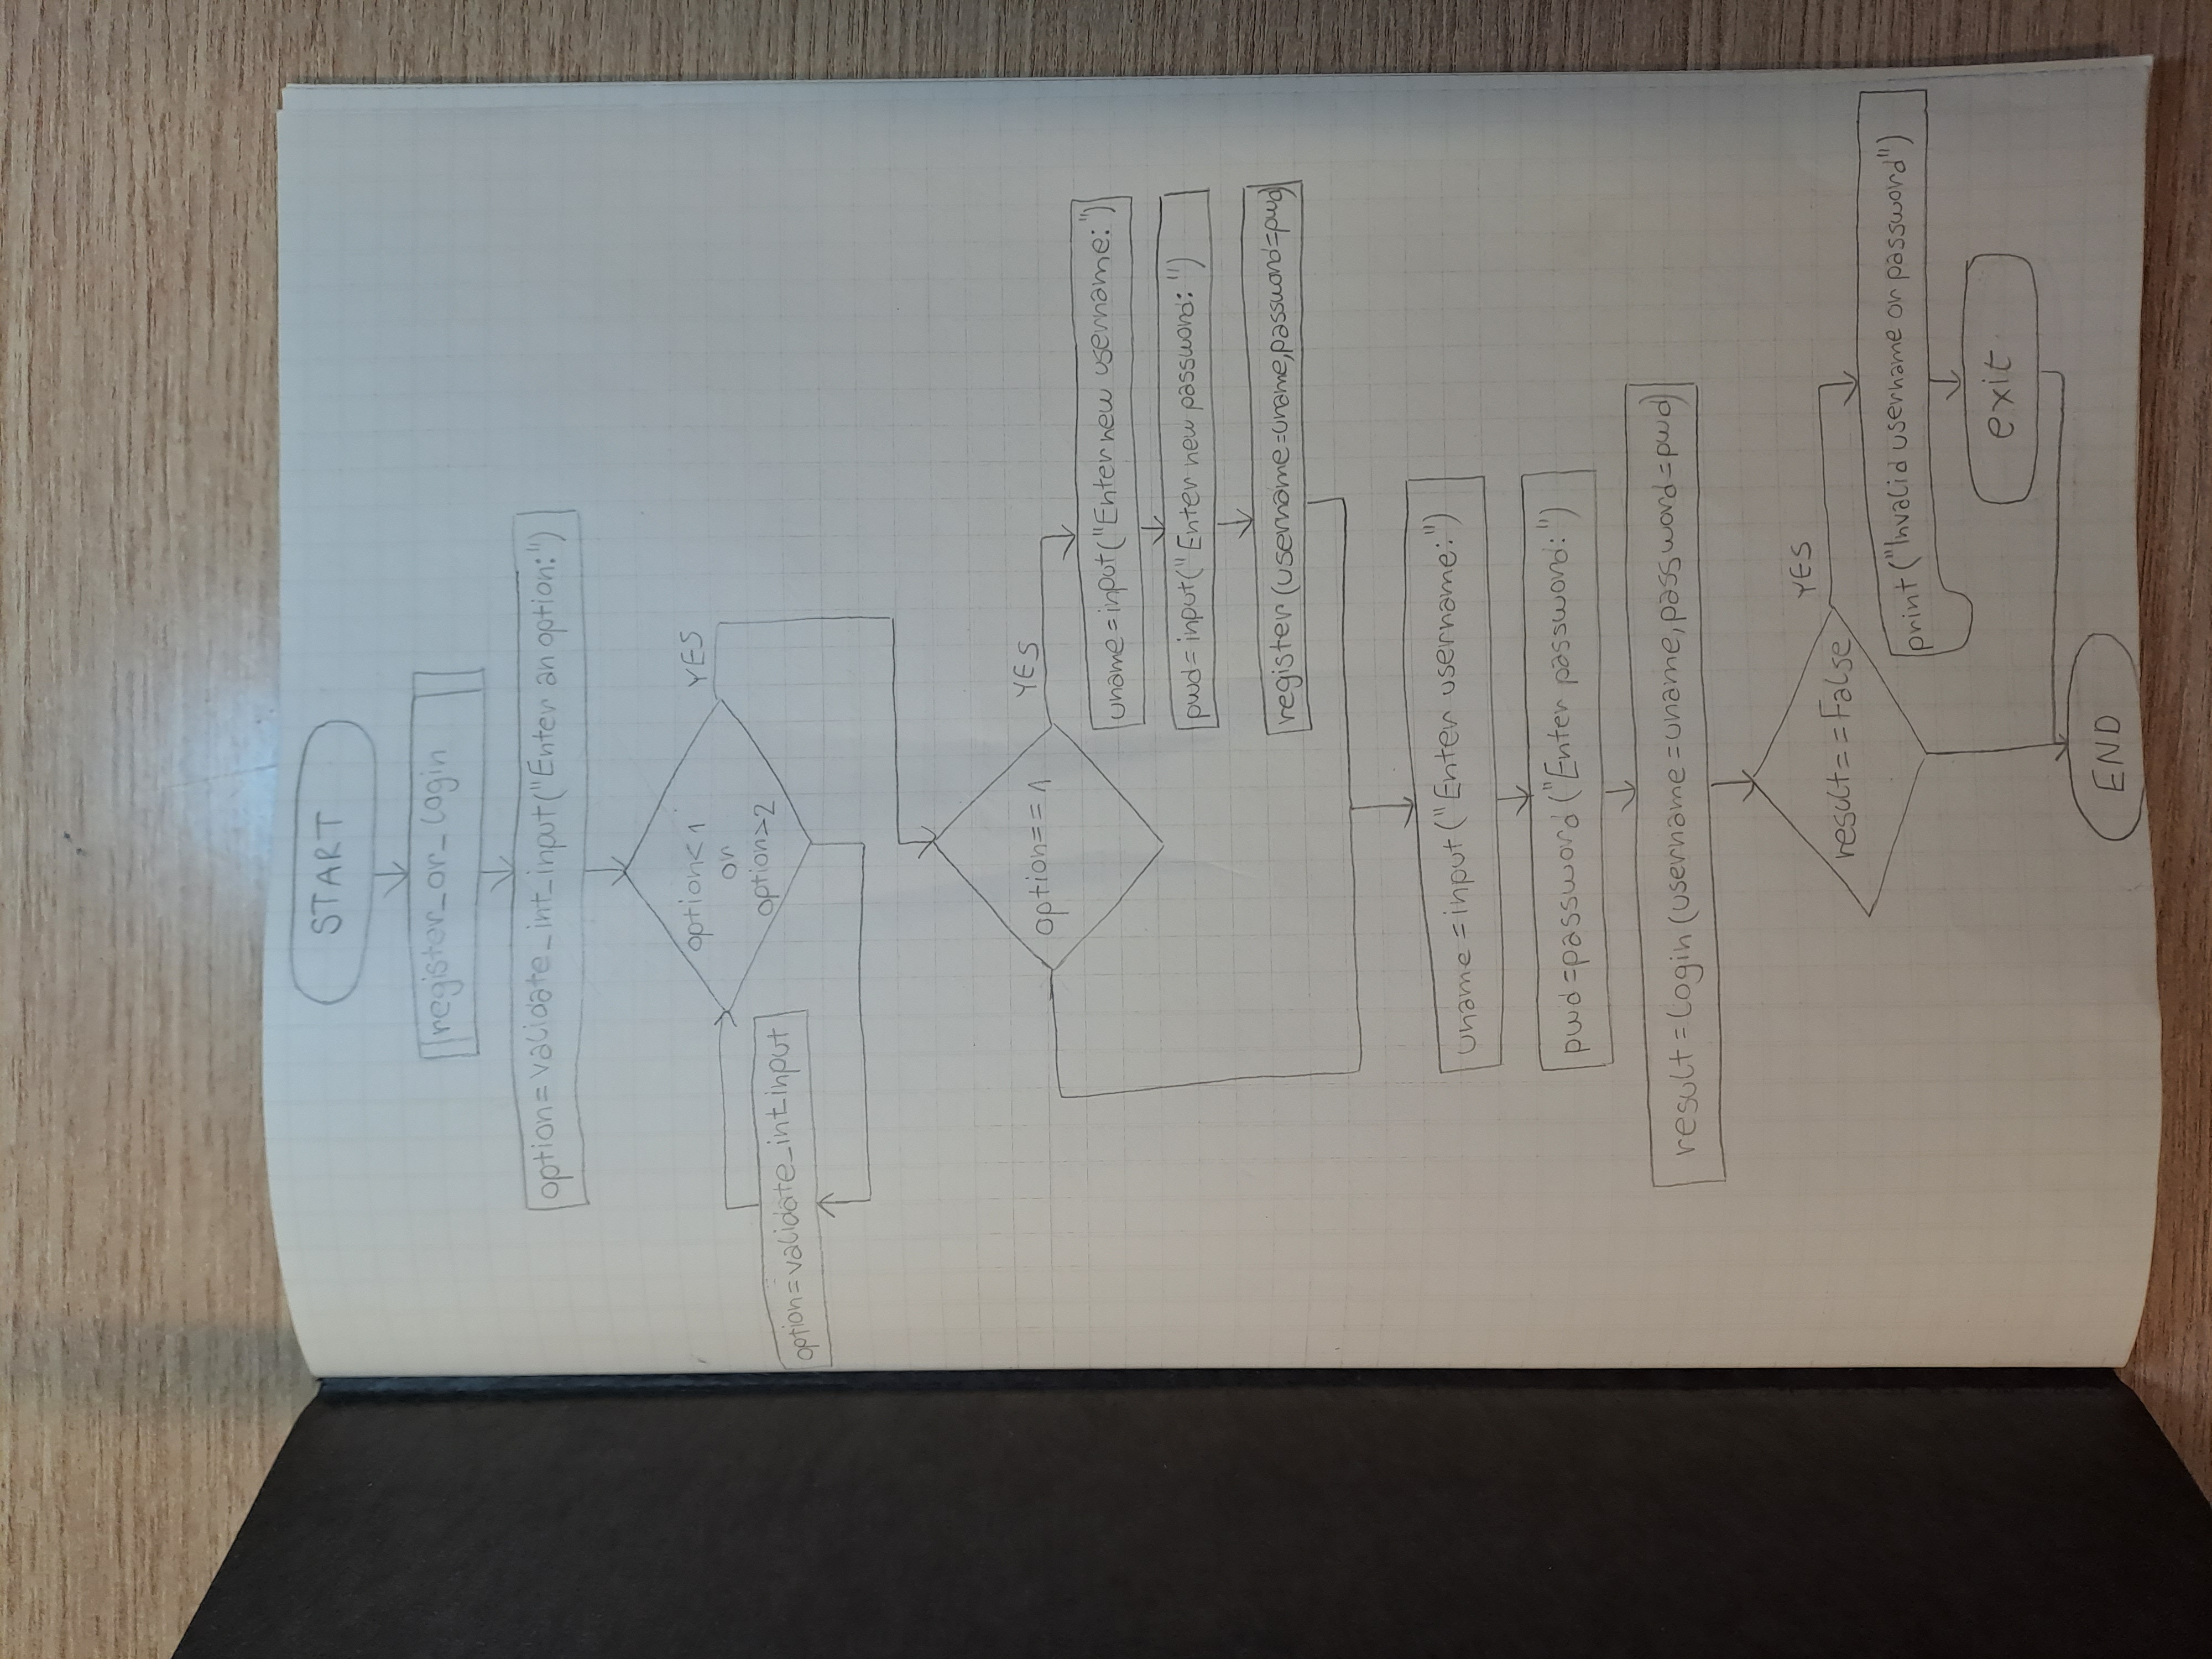 START
register_or_login
option=validate_int_input("Enter an option:")
option<1
or
option>2
YES
option=validate_int_input
option==1
YES
uname=input("Enter new username:")
pwd=input("Enter new password:")
register(username=uname,password=pwd)
uname=input("Enter username:")
pwd=password("Enter password:")
result=login(username=uname,password=pwd)
result==False
YES
print("Invalid username or password")
exit
END